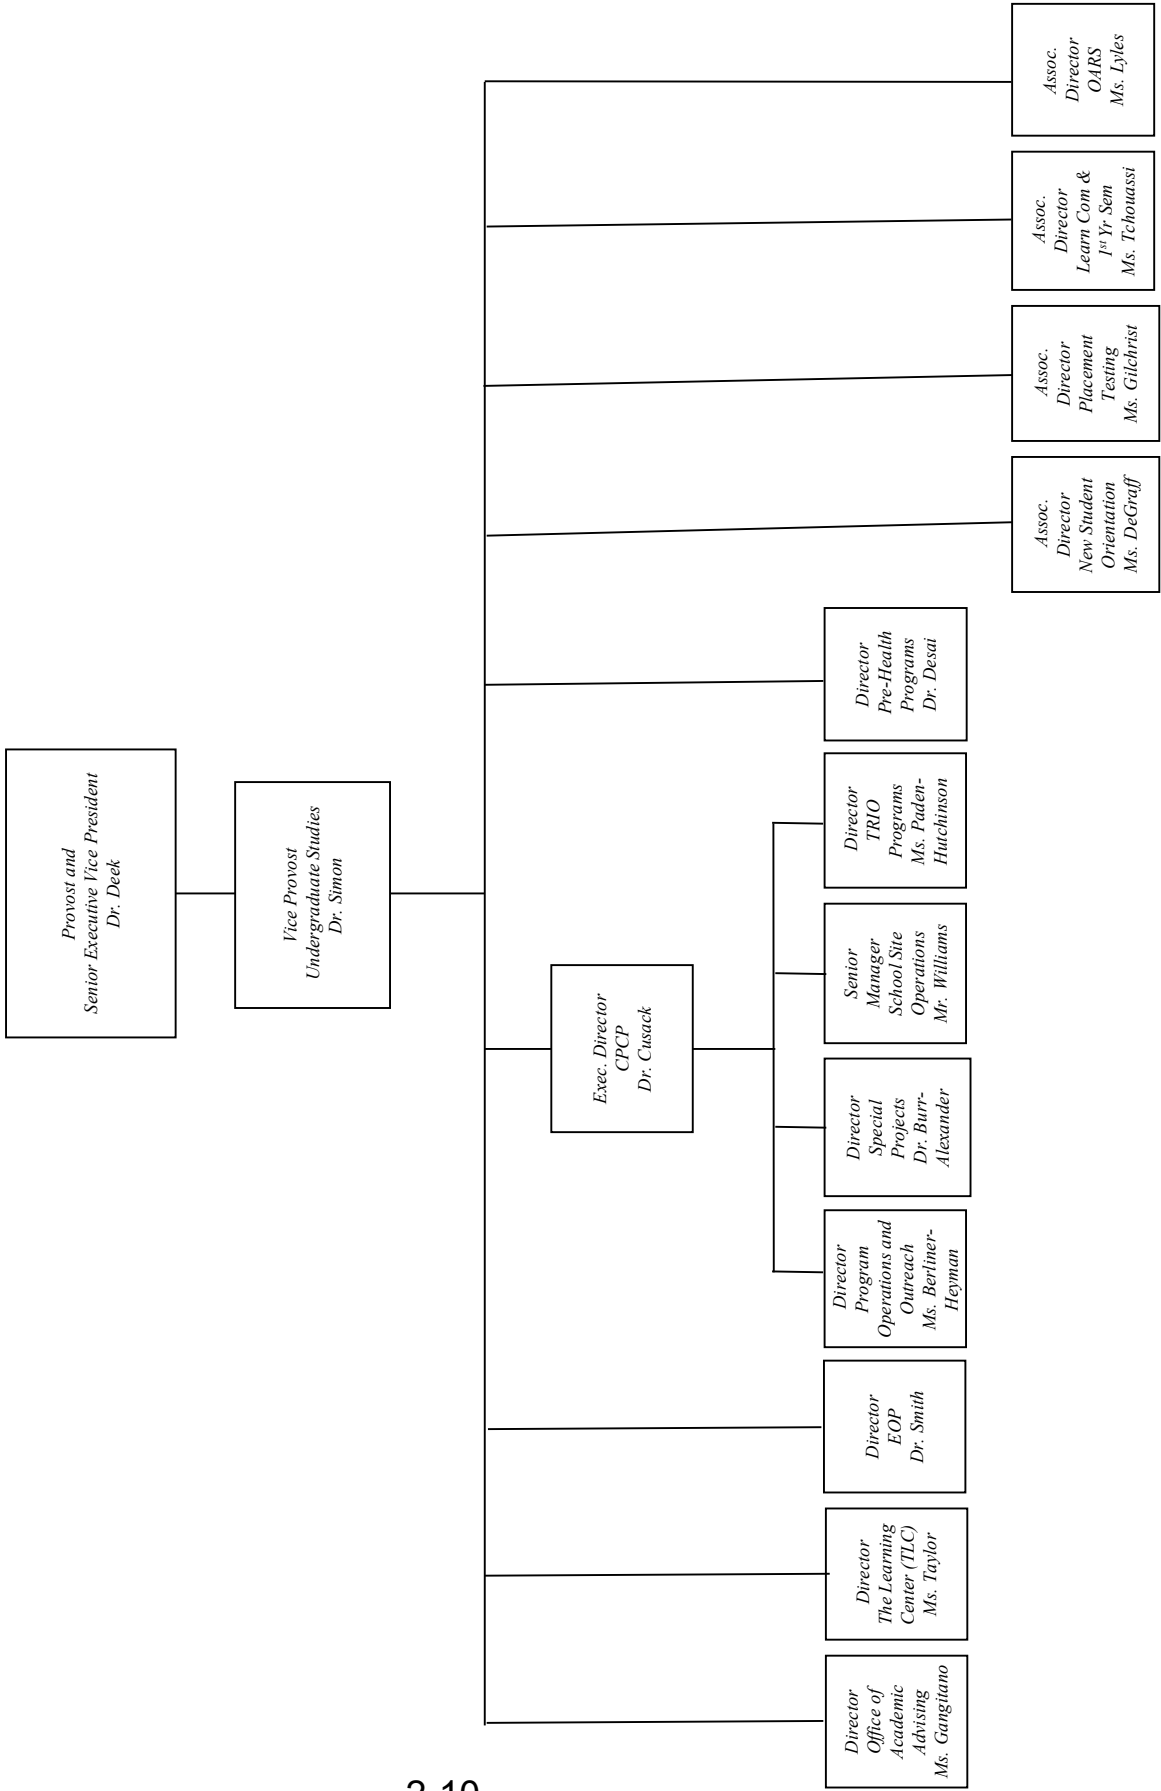 Provost and
Senior Executive Vice President
Dr. Deek
Vice Provost
Undergraduate Studies
Dr. Simon
Exec. Director
CPCP
Dr. Cusack
Director
Office of
Academic
Advising
Ms. Gangitano
Director
The Learning
Center (TLC)
Ms. Taylor
Director
EOP
Dr. Smith
Director
Program
Operations and
Outreach
Ms. Berliner-
Heyman
Director
Special
Projects
Dr. Burr-
Alexander
Senior
Manager
School Site
Operations
Mr. Williams
Director
TRIO
Programs
Ms. Paden-
Hutchinson
Director
Pre-Health
Programs
Dr. Desai
Assoc.
Director
New Student
Orientation
Ms. DeGraff
Assoc.
Director
Placement
Testing
Ms. Gilchrist
Assoc.
Director
Learn Com &
1st Yr Sem
Ms. Tchouassi
Assoc.
Director
OARS
Ms. Lyles
2-10